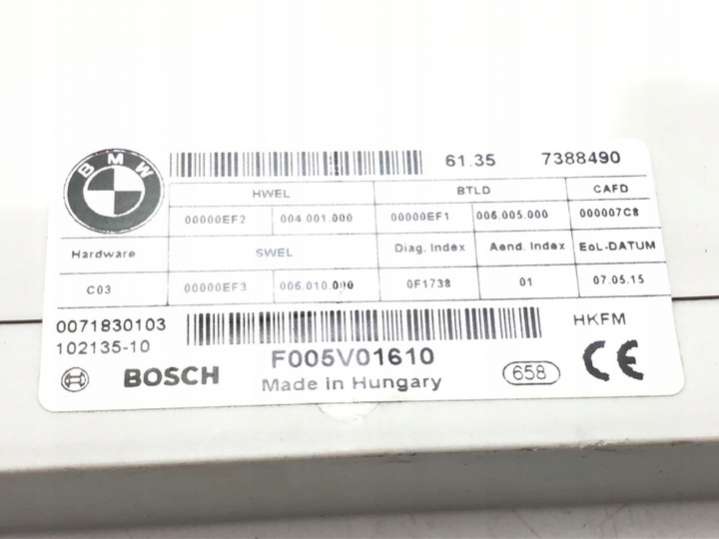 BMW
61.35 7388490
HWEL BTLD CAFD
00000EF2 004.001.000 00000EF1 006.005.000 000007C8
Hardware SWEL Diag. Index Aend. Index EoL-DATUM
C03 00000EF3 006.010.000 0F1738 01 07.05.15
0071830103 HKFM
102135-10
BOSCH F005V01610 658 CE
Made in Hungary